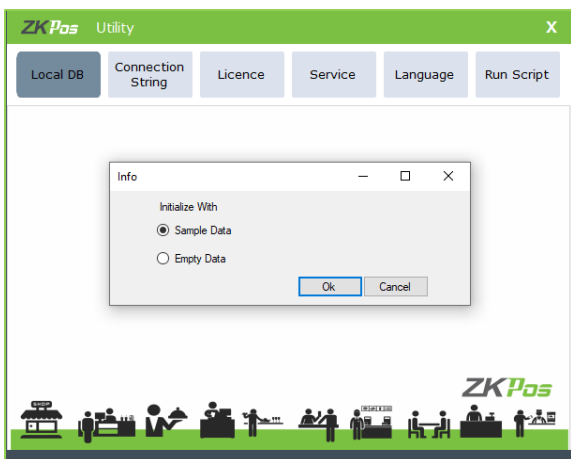 ZKPos Utility X
Local DB
Connection
String
Licence
Service
Language
Run Script
Info
Initialize With
Sample Data
Empty Data
Ok Cancel
ZKPos
SHOP